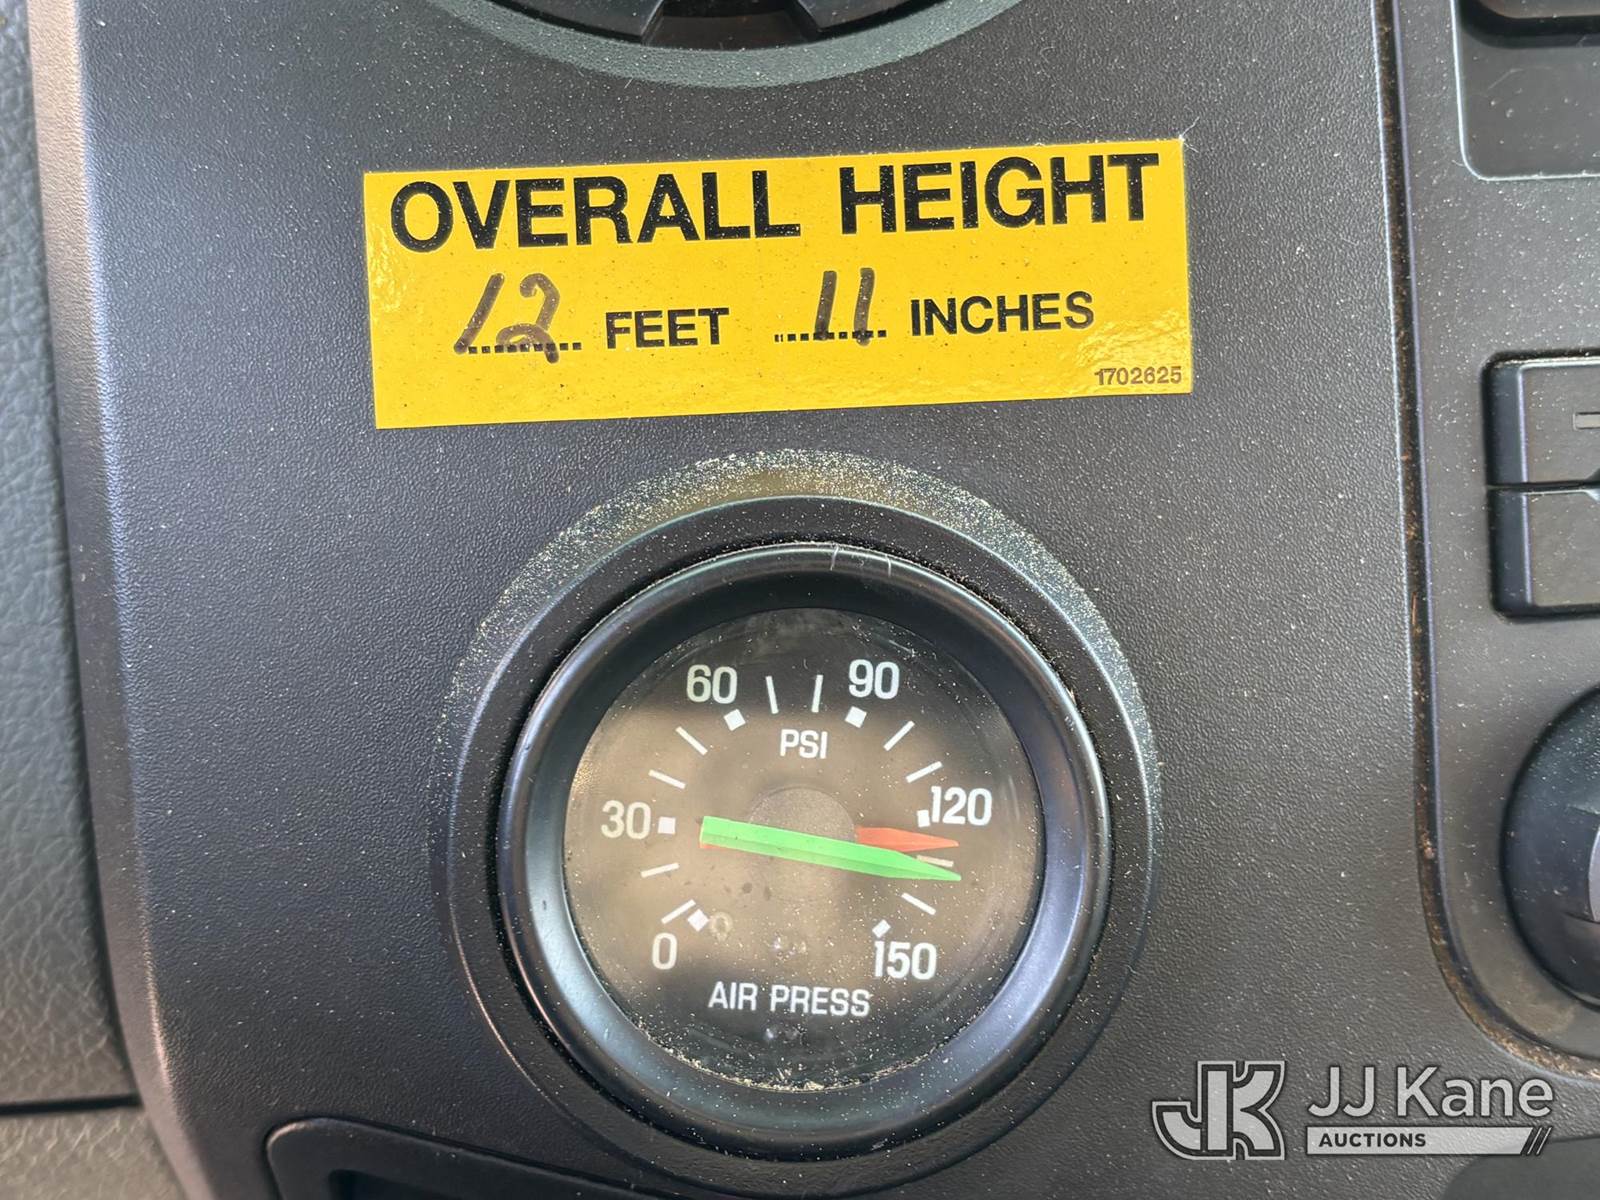 OVERALL HEIGHT
12 FEET 11 INCHES
1702625
60 90
PSI
30 120
0 150
AIR PRESS
JK JJ Kane
AUCTIONS